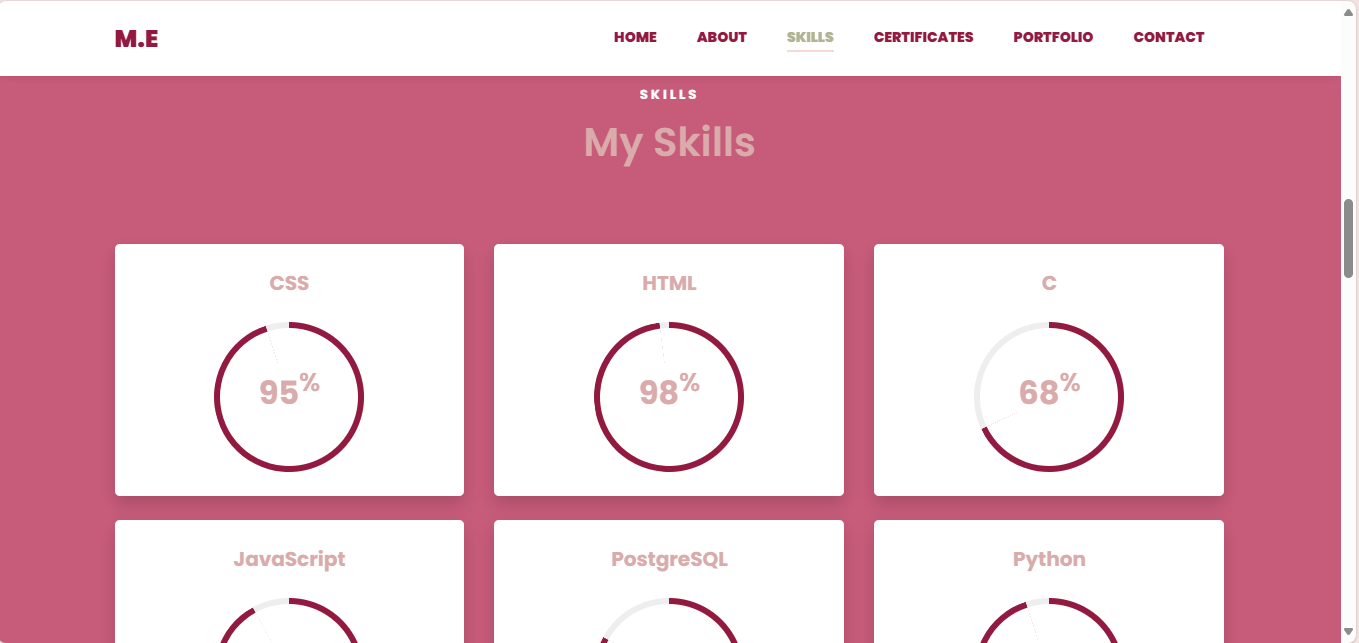 M.E HOME ABOUT SKILLS CERTIFICATES PORTFOLIO CONTACT
SKILLS
My Skills
CSS HTML C
95% 98% 68%
JavaScript PostgreSQL Python